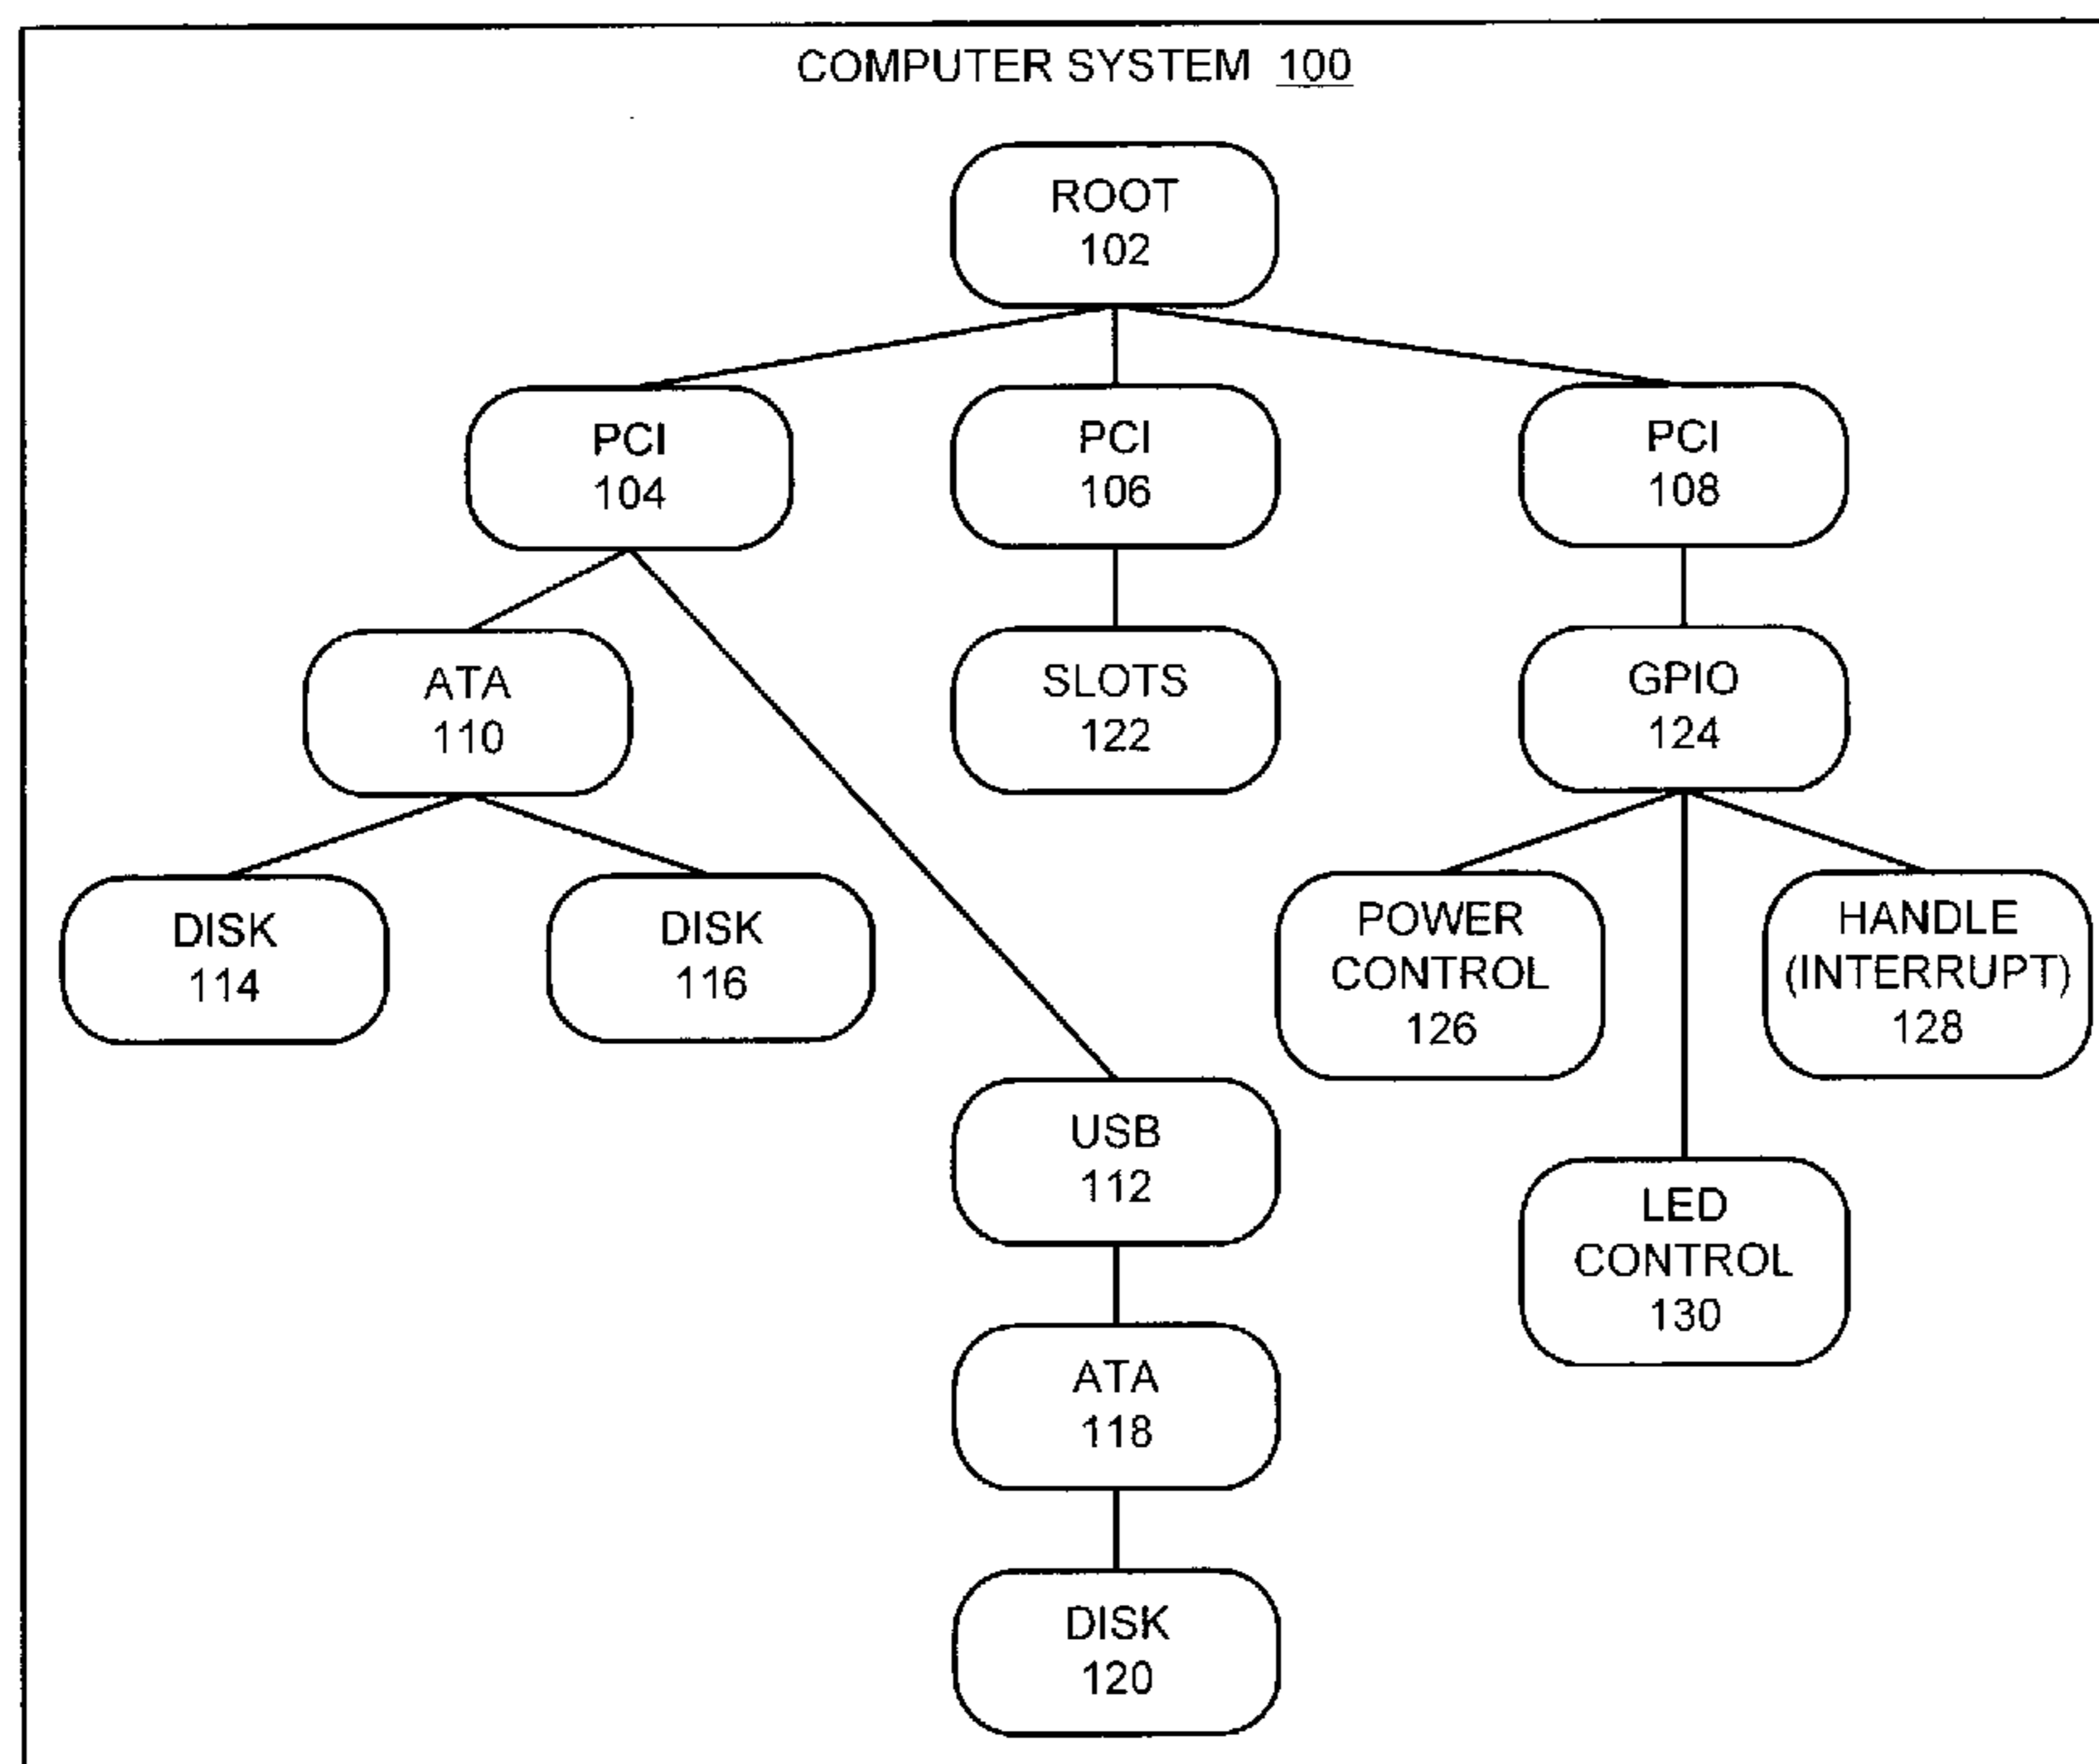 COMPUTER SYSTEM 100
ROOT
102
PCI
104
PCI
106
PCI
108
ATA
110
SLOTS
122
GPIO
124
DISK
114
DISK
116
POWER
CONTROL
126
HANDLE
(INTERRUPT)
128
USB
112
LED
CONTROL
130
ATA
118
DISK
120